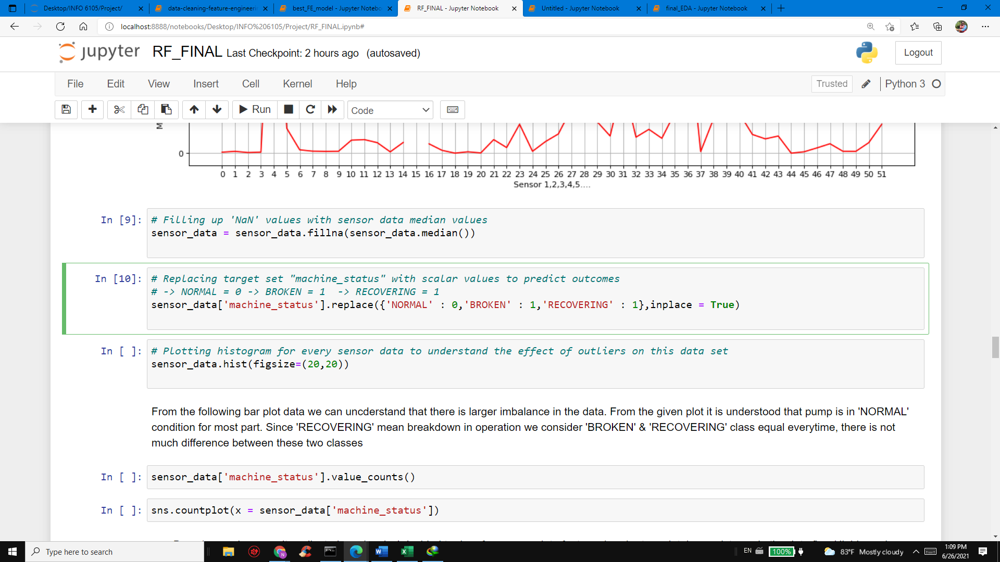 Desktop/INFO 6105/Project/
data-cleaning-feature-engineerin
best_FE_model - Jupyter Notebo
RF_FINAL - Jupyter Notebook
Untitled - Jupyter Notebook
final_EDA - Jupyter Notebook
localhost:8888/notebooks/Desktop/INFO%206105/Project/RF_FINAL.ipynb#
jupyter RF_FINAL Last Checkpoint: 2 hours ago (autosaved)
Logout
File Edit View Insert Cell Kernel Help
Trusted Python 3
Run Code
M
0
0 1 2 3 4 5 6 7 8 9 10 11 12 13 14 15 16 17 18 19 20 21 22 23 24 25 26 27 28 29 30 31 32 33 34 35 36 37 38 39 40 41 42 43 44 45 46 47 48 49 50 51
Sensor 1,2,3,4,5....
In [9]: # Filling up 'NaN' values with sensor data median values
sensor_data = sensor_data.fillna(sensor_data.median())
In [10]: # Replacing target set "machine_status" with scalar values to predict outcomes
# -> NORMAL = 0 -> BROKEN = 1  -> RECOVERING = 1
sensor_data['machine_status'].replace({'NORMAL' : 0,'BROKEN' : 1,'RECOVERING' : 1},inplace = True)
In [ ]: # Plotting histogram for every sensor data to understand the effect of outliers on this data set
sensor_data.hist(figsize=(20,20))
From the following bar plot data we can uncderstand that there is larger imbalance in the data. From the given plot it is understood that pump is in 'NORMAL'
condition for most part. Since 'RECOVERING' mean breakdown in operation we consider 'BROKEN' & 'RECOVERING' class equal everytime, there is not
much difference between these two classes
In [ ]: sensor_data['machine_status'].value_counts()
In [ ]: sns.countplot(x = sensor_data['machine_status'])
Type here to search
N
EN
100%
83°F Mostly cloudy
1:09 PM
6/26/2021